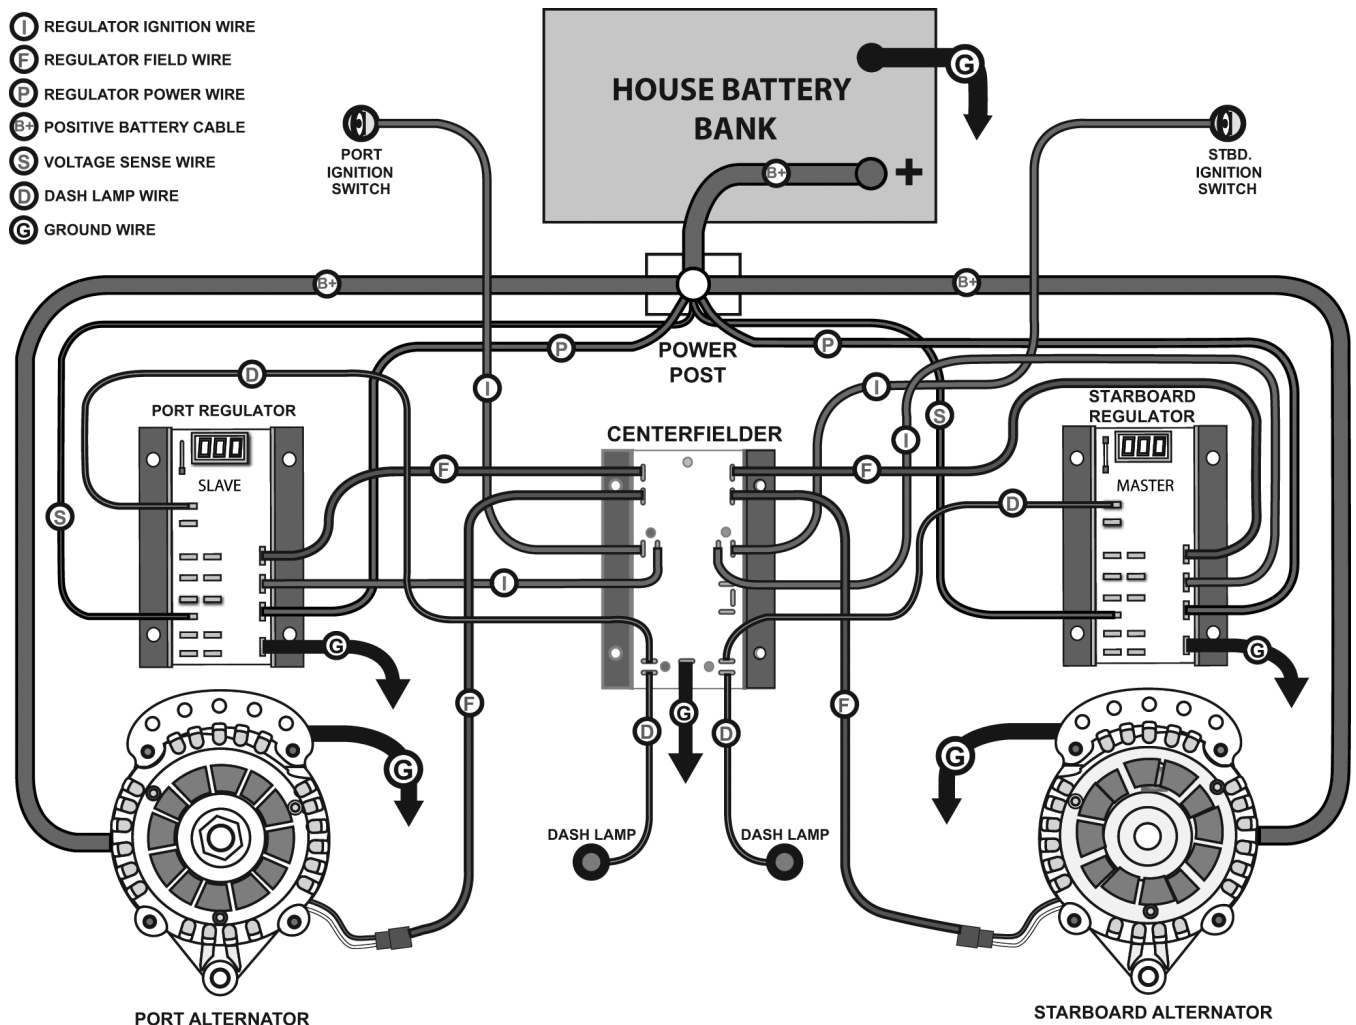 I REGULATOR IGNITION WIRE
F REGULATOR FIELD WIRE
P REGULATOR POWER WIRE
B+ POSITIVE BATTERY CABLE
S VOLTAGE SENSE WIRE
D DASH LAMP WIRE
G GROUND WIRE
HOUSE BATTERY
BANK
G
B+
+
PORT
IGNITION
SWITCH
STBD.
IGNITION
SWITCH
B+
B+
P
P
POWER
POST
D
I
I
I
S
PORT REGULATOR
000
SLAVE
STARBOARD
REGULATOR
000
MASTER
CENTERFIELDER
F
F
D
S
I
G
G
F
G
F
D
D
G
G
DASH LAMP
DASH LAMP
PORT ALTERNATOR
STARBOARD ALTERNATOR